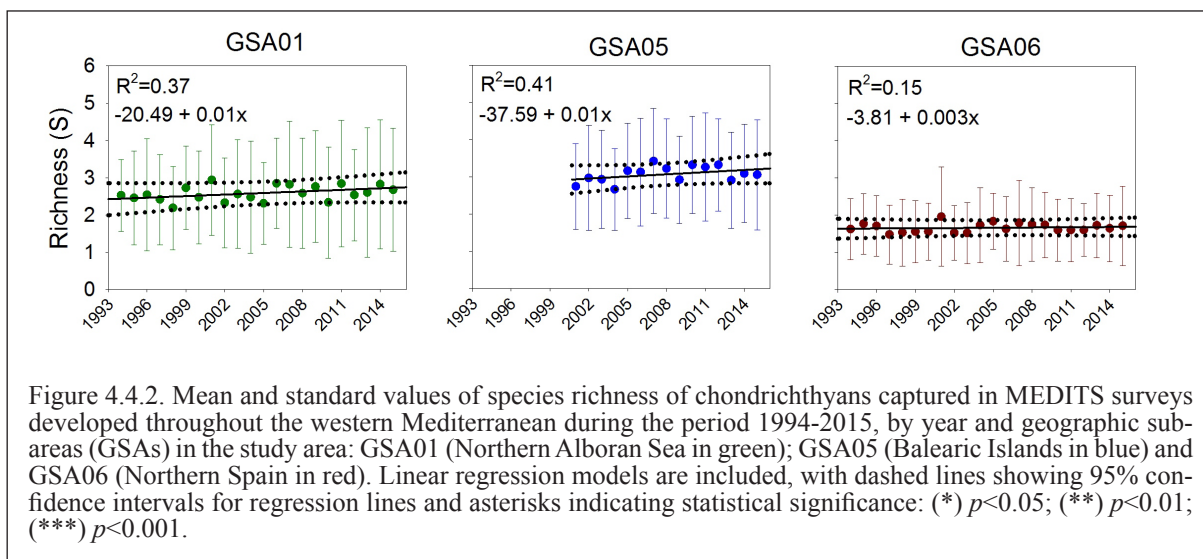 GSA01
GSA05
GSA06
Richness (S)
6
5
4
3
2
1
0
R²=0.37
-20.49 + 0.01x
R²=0.41
-37.59 + 0.01x
R²=0.15
-3.81 + 0.003x
1993
1996
1999
2002
2005
2008
2011
2014
1993
1996
1999
2002
2005
2008
2011
2014
1993
1996
1999
2002
2005
2008
2011
2014
Figure 4.4.2. Mean and standard values of species richness of chondrichthyans captured in MEDITS surveys
developed throughout the western Mediterranean during the period 1994-2015, by year and geographic sub-
areas (GSAs) in the study area: GSA01 (Northern Alboran Sea in green); GSA05 (Balearic Islands in blue) and
GSA06 (Northern Spain in red). Linear regression models are included, with dashed lines showing 95% con-
fidence intervals for regression lines and asterisks indicating statistical significance: (*) p<0.05; (**) p<0.01;
(***) p<0.001.